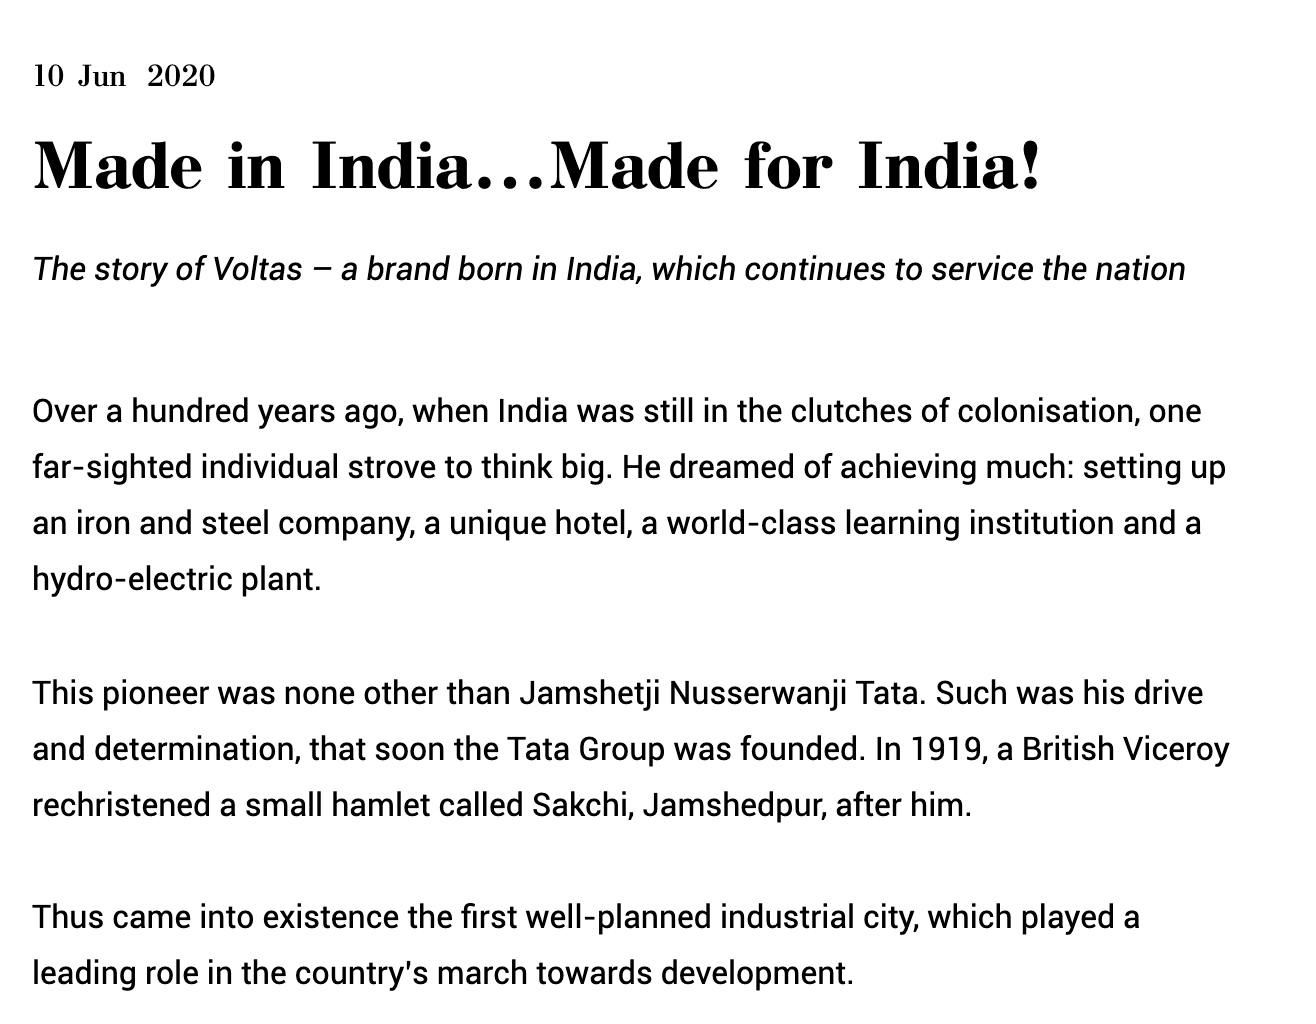 10 Jun 2020
Made in India...Made for India!
The story of Voltas – a brand born in India, which continues to service the nation
Over a hundred years ago, when India was still in the clutches of colonisation, one
far-sighted individual strove to think big. He dreamed of achieving much: setting up
an iron and steel company, a unique hotel, a world-class learning institution and a
hydro-electric plant.
This pioneer was none other than Jamshetji Nusserwanji Tata. Such was his drive
and determination, that soon the Tata Group was founded. In 1919, a British Viceroy
rechristened a small hamlet called Sakchi, Jamshedpur, after him.
Thus came into existence the first well-planned industrial city, which played a
leading role in the country's march towards development.